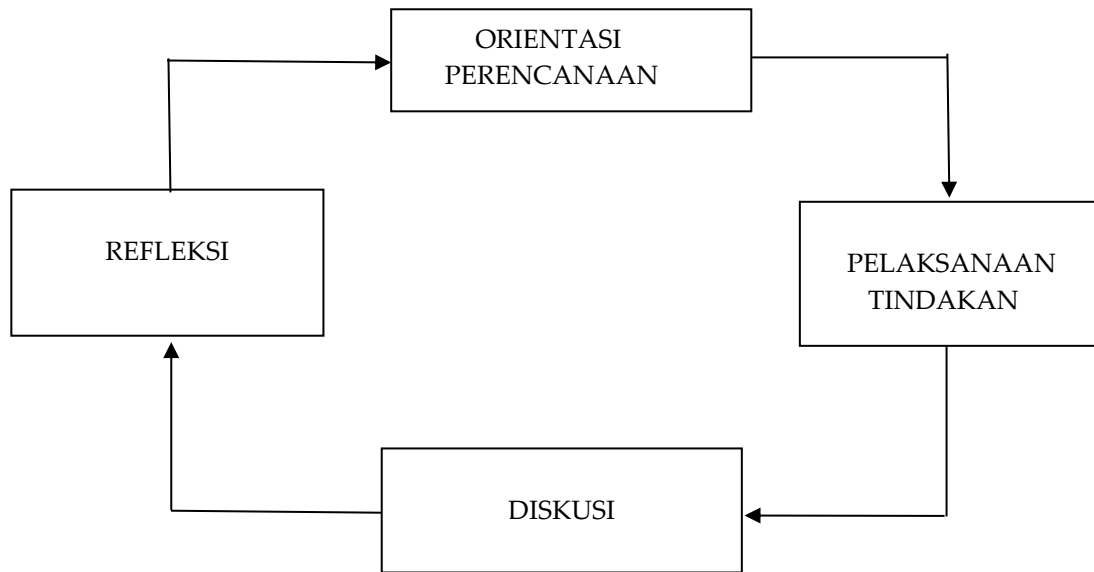 ORIENTASI
PERENCANAAN
REFLEKSI
PELAKSANAAN
TINDAKAN
DISKUSI